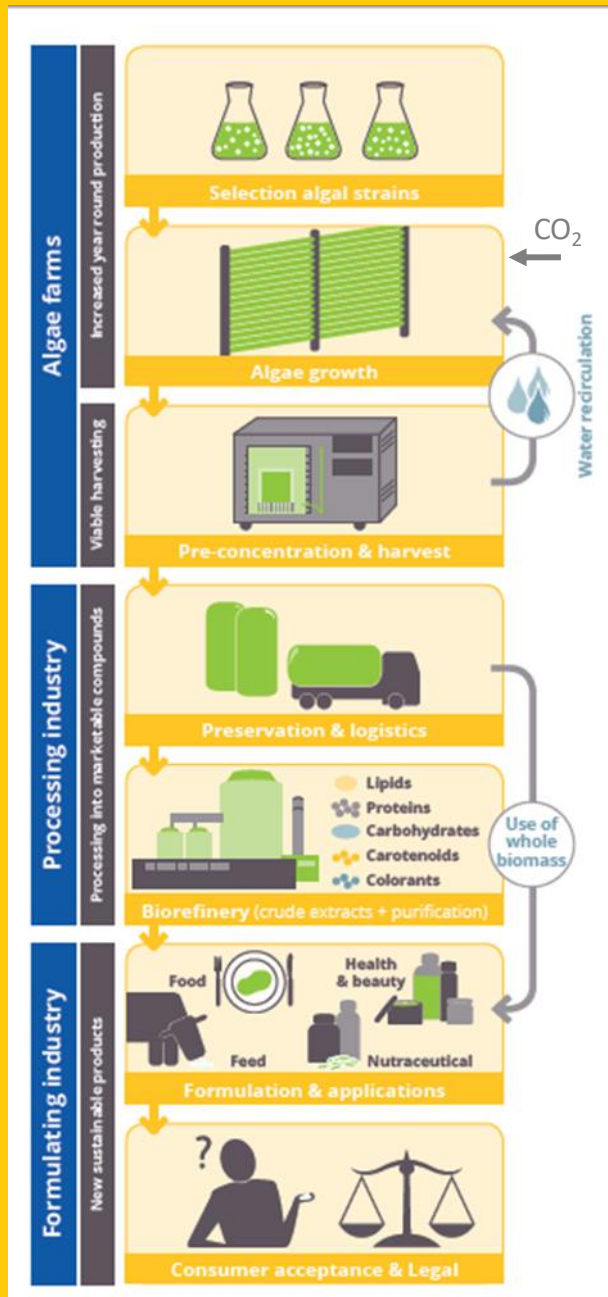 Algae farms
Increased year round production
Selection algal strains
CO₂
Algae growth
Water recirculation
Viable harvesting
Pre-concentration & harvest
Processing industry
Processing into marketable compounds
Preservation & logistics
Lipids
Proteins
Carbohydrates
Carotenoids
Colorants
Use of
whole
biomass
Biorefinery (crude extracts + purification)
Formulating industry
New sustainable products
Food
Health
& beauty
Feed
Nutraceutical
Formulation & applications
?
Consumer acceptance & Legal